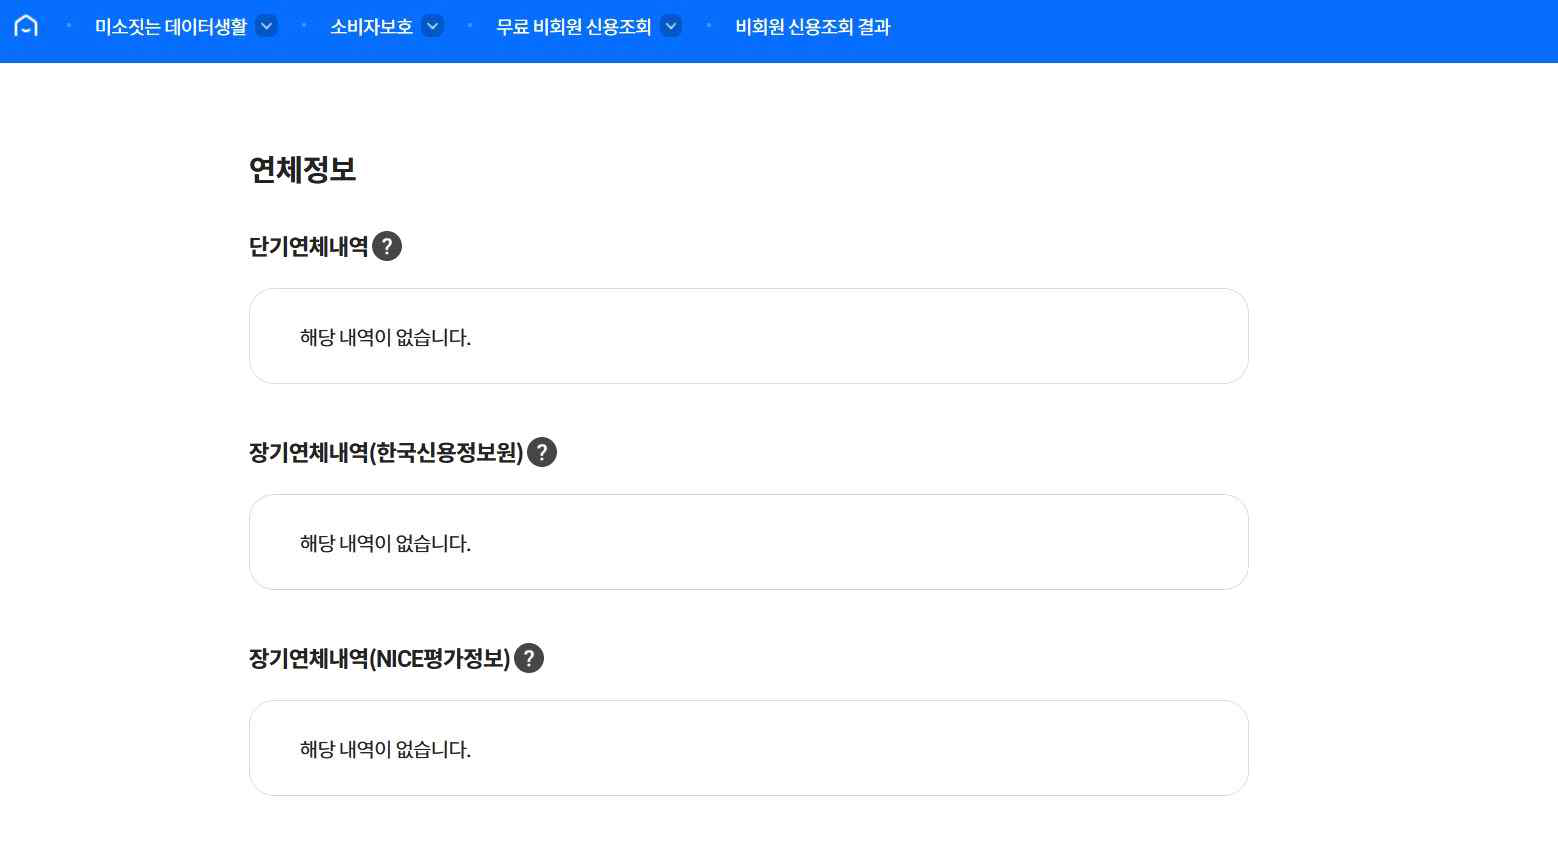 미소짓는 데이터생활 소비자보호 무료 비회원 신용조회 비회원 신용조회 결과
연체정보
단기연체내역 ?
해당 내역이 없습니다.
장기연체내역(한국신용정보원) ?
해당 내역이 없습니다.
장기연체내역(NICE평가정보) ?
해당 내역이 없습니다.